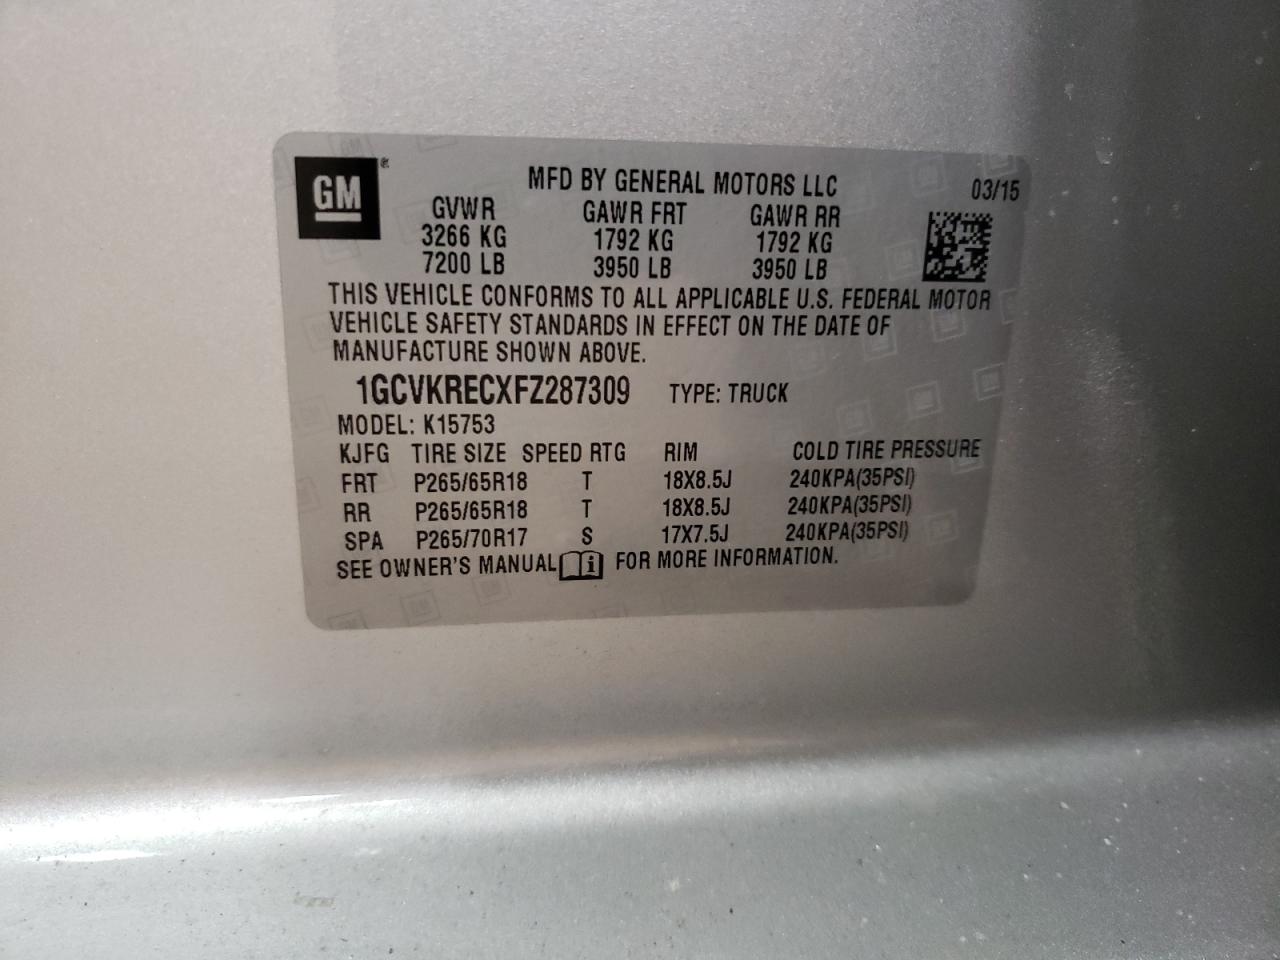 GM®
MFD BY GENERAL MOTORS LLC 03/15
GVWR GAWR FRT GAWR RR
3266 KG 1792 KG 1792 KG
7200 LB 3950 LB 3950 LB
THIS VEHICLE CONFORMS TO ALL APPLICABLE U.S. FEDERAL MOTOR
VEHICLE SAFETY STANDARDS IN EFFECT ON THE DATE OF
MANUFACTURE SHOWN ABOVE.
1GCVKRECXFZ287309 TYPE: TRUCK
MODEL: K15753
KJFG TIRE SIZE SPEED RTG RIM COLD TIRE PRESSURE
FRT P265/65R18 T 18X8.5J 240KPA(35PSI)
RR P265/65R18 T 18X8.5J 240KPA(35PSI)
SPA P265/70R17 S 17X7.5J 240KPA(35PSI)
SEE OWNER'S MANUAL i FOR MORE INFORMATION.